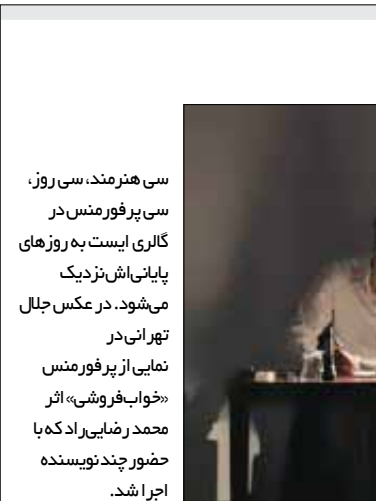 سی هنرمند، سی روز،
سی پرفورمنس در
گالری ایست به روزهای
پایانی‌اش نزدیک
می‌شود. در عکس جلال
تهرانی در
نمایی از پرفورمنس
«خواب‌فروشی» اثر
محمد رضایی‌راد که با
حضور چند نویسنده
اجرا شد.